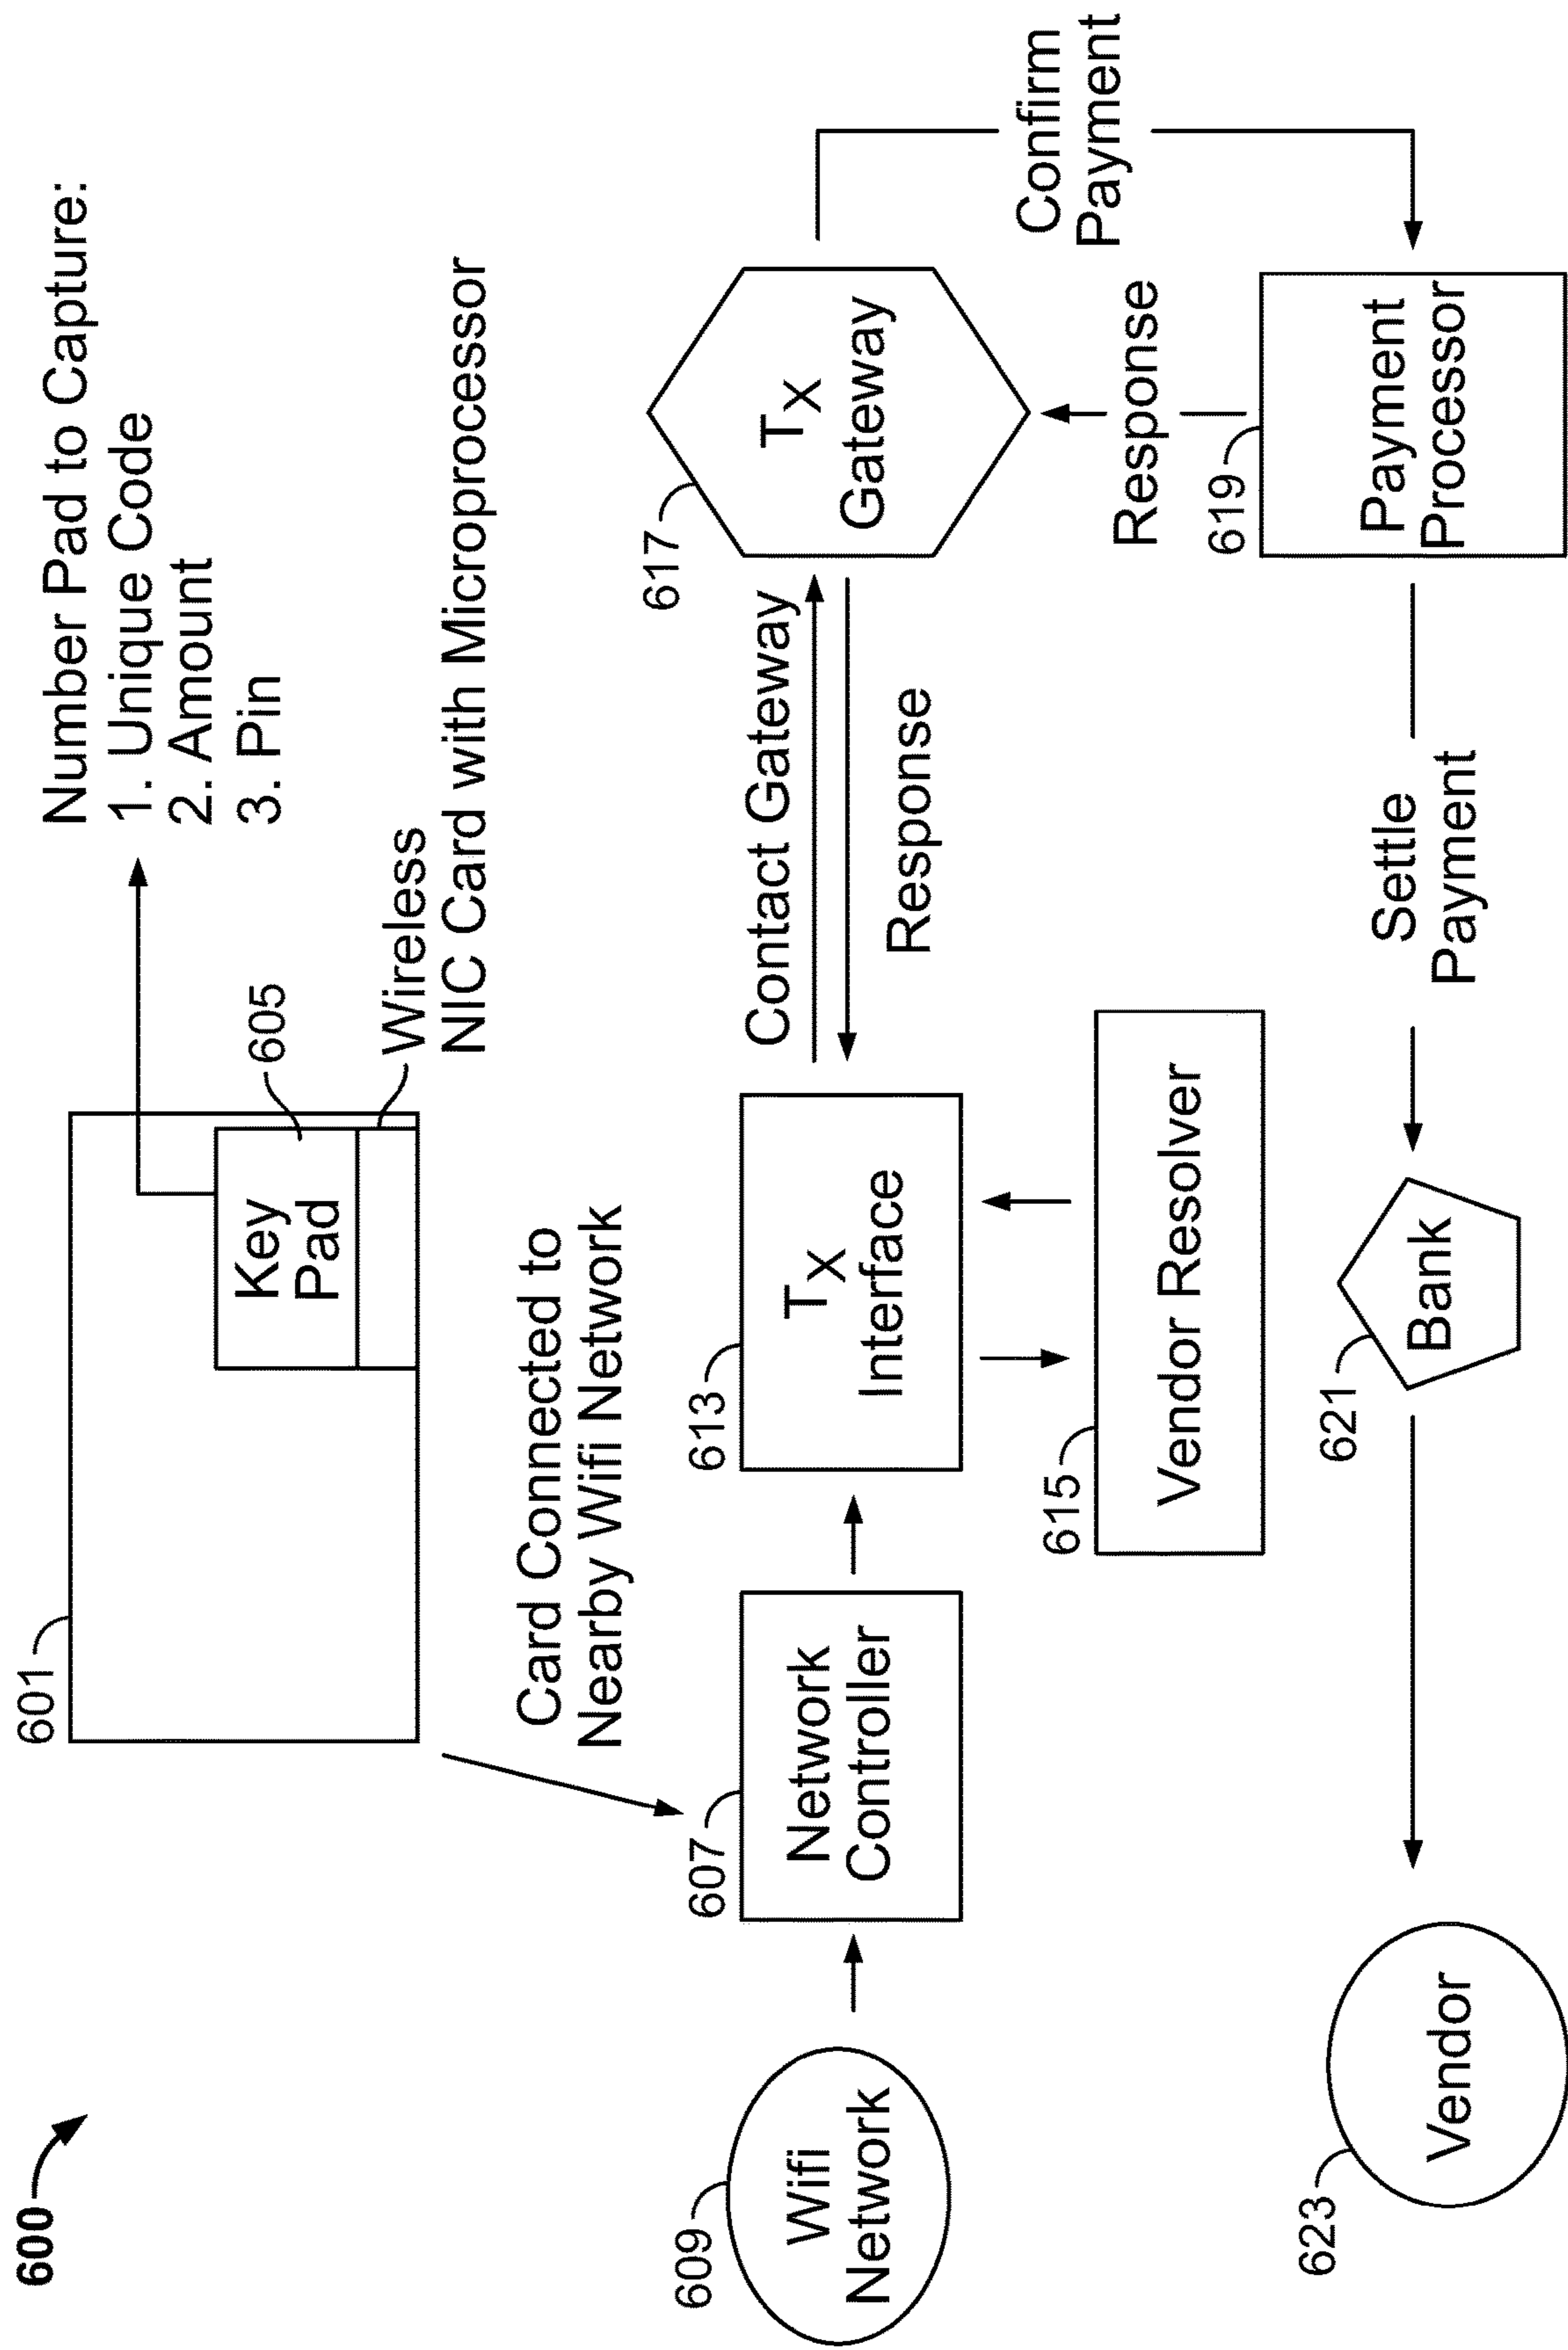 600
601
Number Pad to Capture:
1. Unique Code
2. Amount
3. Pin
605
Key
Pad
Wireless
NIC Card with Microprocessor
Card Connected to
Nearby Wifi Network
609
Wifi
Network
607
Network
Controller
613
Tx
Interface
Contact Gateway
Response
617
Tx
Gateway
Confirm
Payment
615
Vendor Resolver
Response
619
Payment
Processor
Settle
Payment
621
Bank
623
Vendor